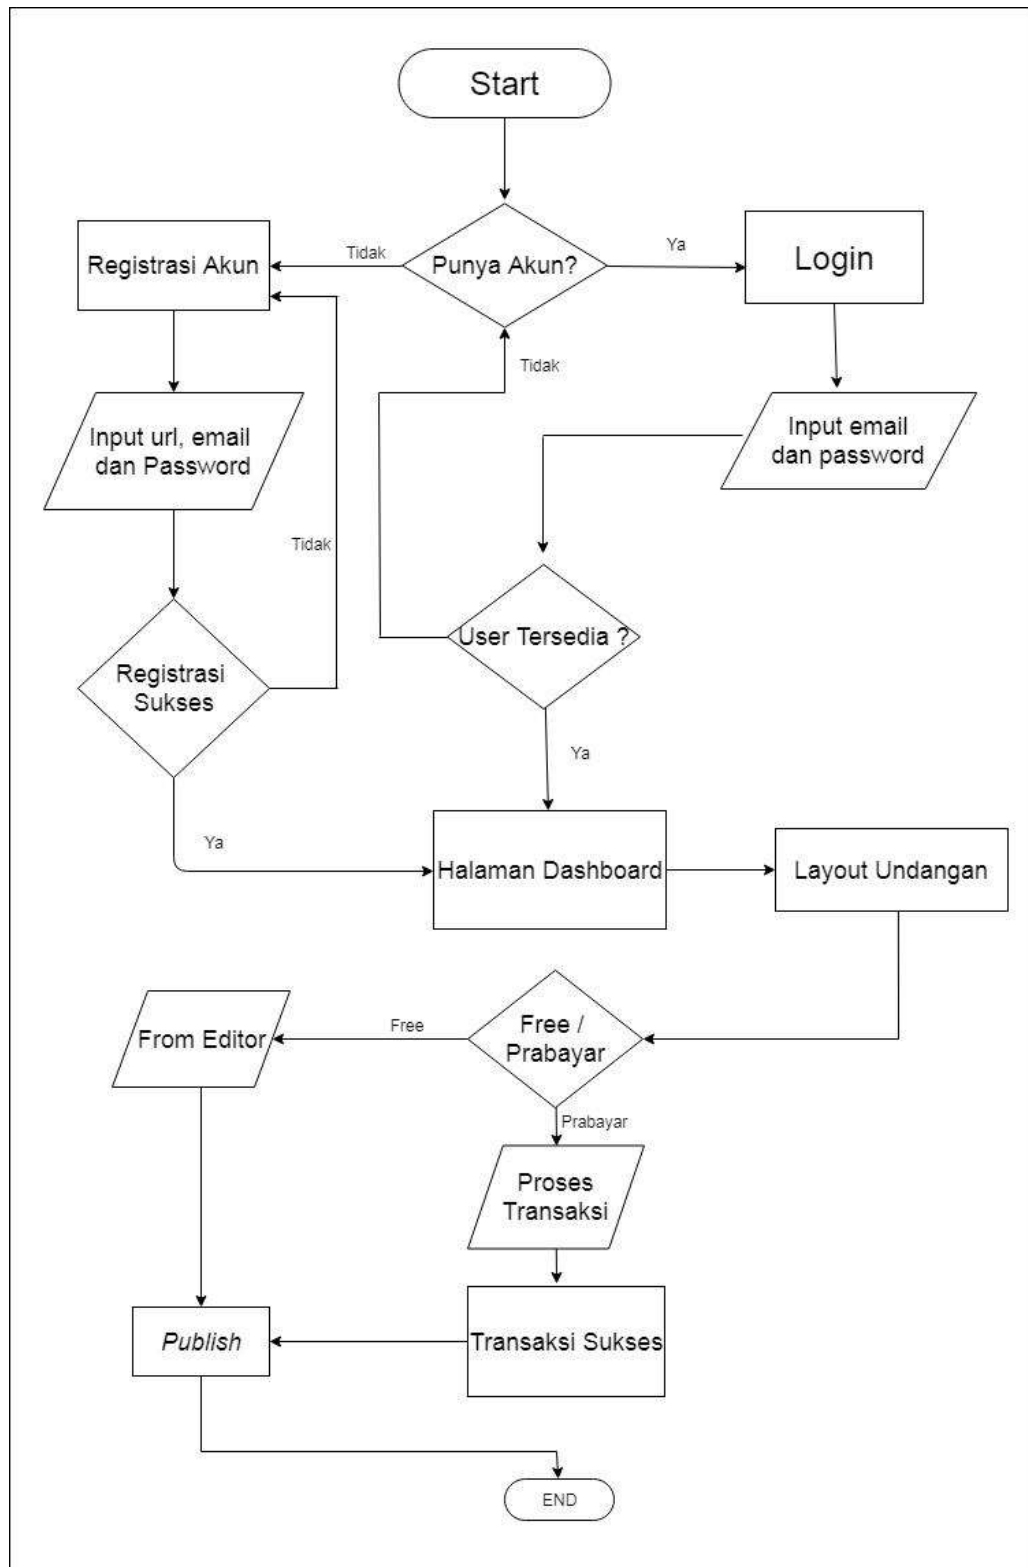 Start
Punya Akun?
Tidak
Ya
Registrasi Akun
Login
Tidak
Input url, email
dan Password
Input email
dan password
Tidak
User Tersedia ?
Registrasi
Sukses
Ya
Ya
Halaman Dashboard
Layout Undangan
Free /
Prabayar
Free
From Editor
Prabayar
Proses
Transaksi
Transaksi Sukses
Publish
END